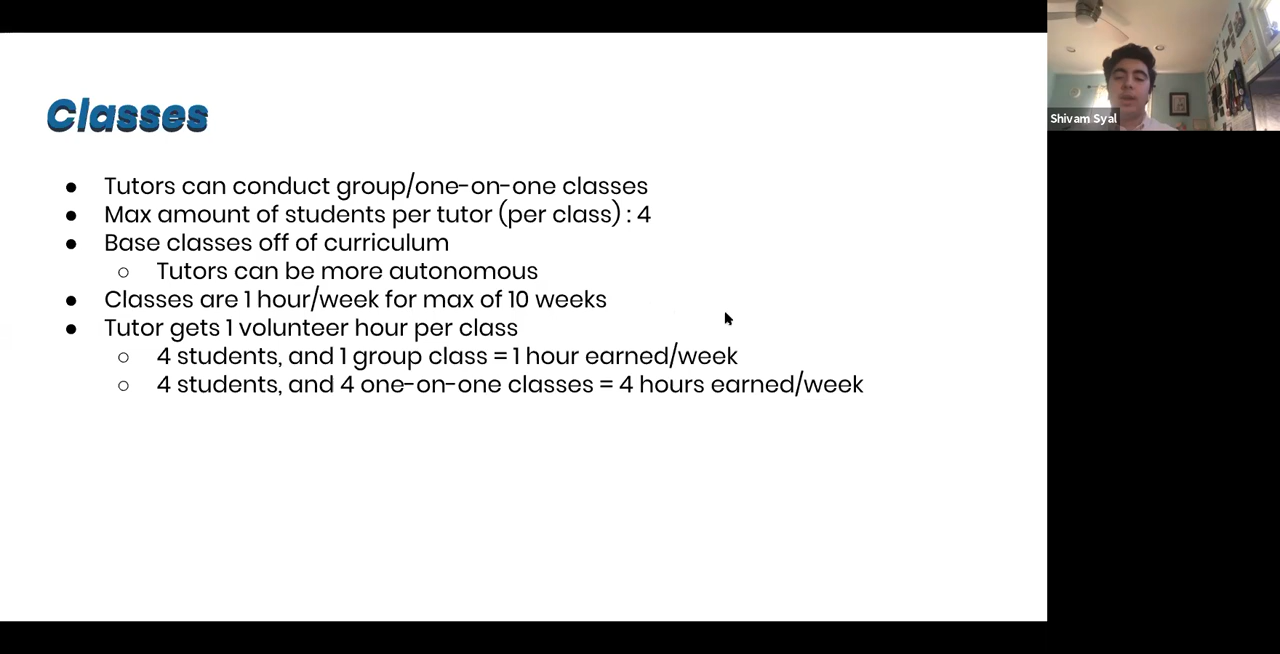 Classes
● Tutors can conduct group/one-on-one classes
● Max amount of students per tutor (per class) : 4
● Base classes off of curriculum
○ Tutors can be more autonomous
● Classes are 1 hour/week for max of 10 weeks
● Tutor gets 1 volunteer hour per class
○ 4 students, and 1 group class = 1 hour earned/week
○ 4 students, and 4 one-on-one classes = 4 hours earned/week
Shivam Syal